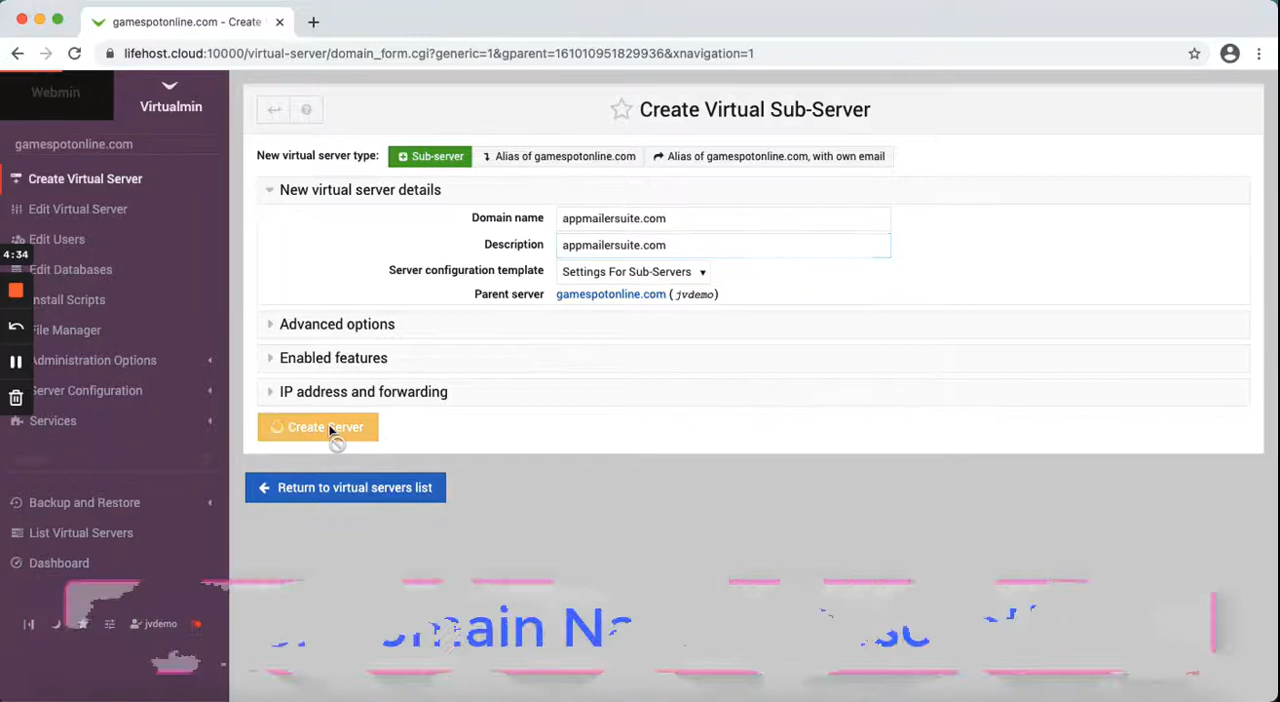 gamespotonline.com - Create
lifehost.cloud:10000/virtual-server/domain_form.cgi?generic=1&gparent=161010951829936&xnavigation=1
Webmin
Virtualmin
gamespotonline.com
Create Virtual Server
Edit Virtual Server
Edit Users
Edit Databases
nstall Scripts
File Manager
Administration Options
Server Configuration
Services
Backup and Restore
List Virtual Servers
Dashboard
jvdemo
4:34
Create Virtual Sub-Server
New virtual server type: Sub-server Alias of gamespotonline.com Alias of gamespotonline.com, with own email
New virtual server details
Domain name appmailersuite.com
Description appmailersuite.com
Server configuration template Settings For Sub-Servers
Parent server gamespotonline.com (jvdemo)
Advanced options
Enabled features
IP address and forwarding
Create Server
Return to virtual servers list